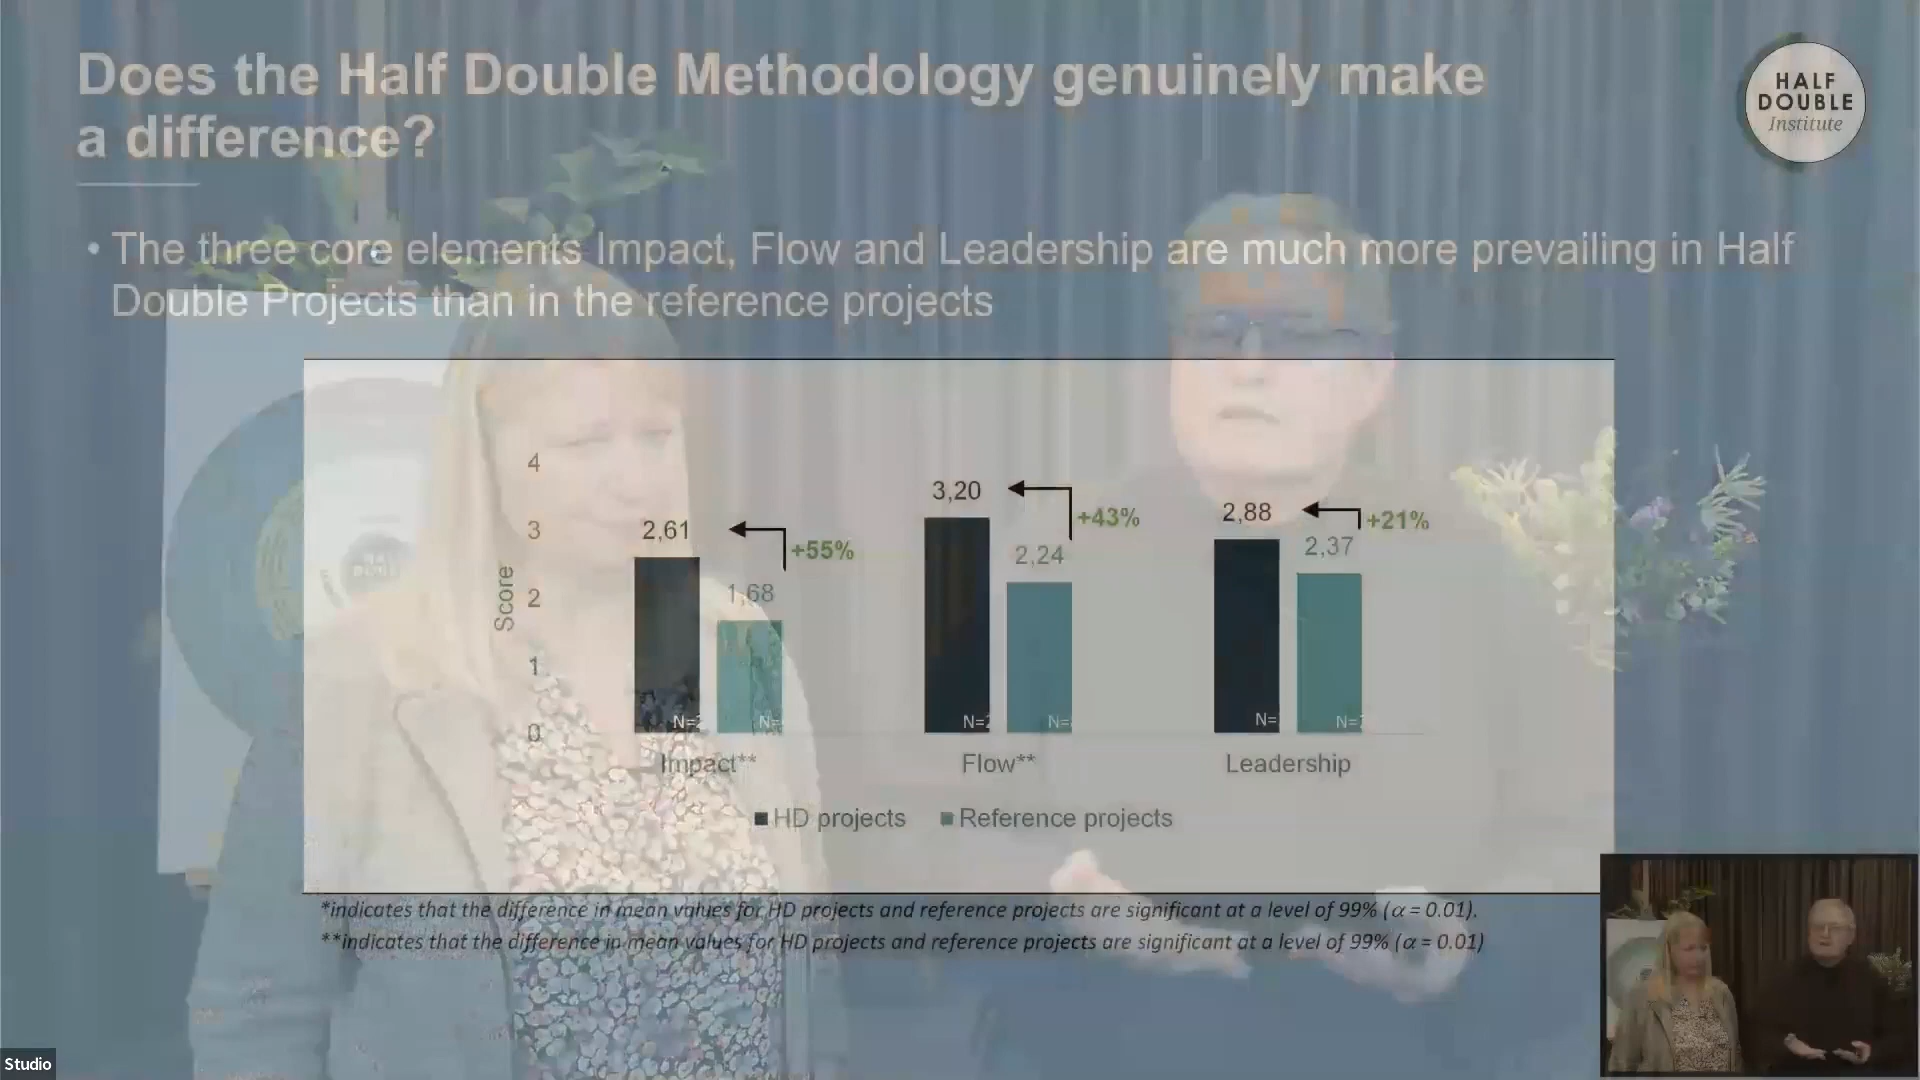 Does the Half Double Methodology genuinely make
a difference?
HALF
DOUBLE
Institute
• The three core elements Impact, Flow and Leadership are much more prevailing in Half
Double Projects than in the reference projects
4
3
2
1
0
Score
2,61
+55%
1,68
3,20
+43%
2,24
2,88
+21%
2,37
N=2
N=
N=2
N=
N=
N=2
Impact**
Flow**
Leadership
HD projects
Reference projects
*indicates that the difference in mean values for HD projects and reference projects are significant at a level of 99% (α = 0.01).
**indicates that the difference in mean values for HD projects and reference projects are significant at a level of 99% (α = 0.01)
Studio